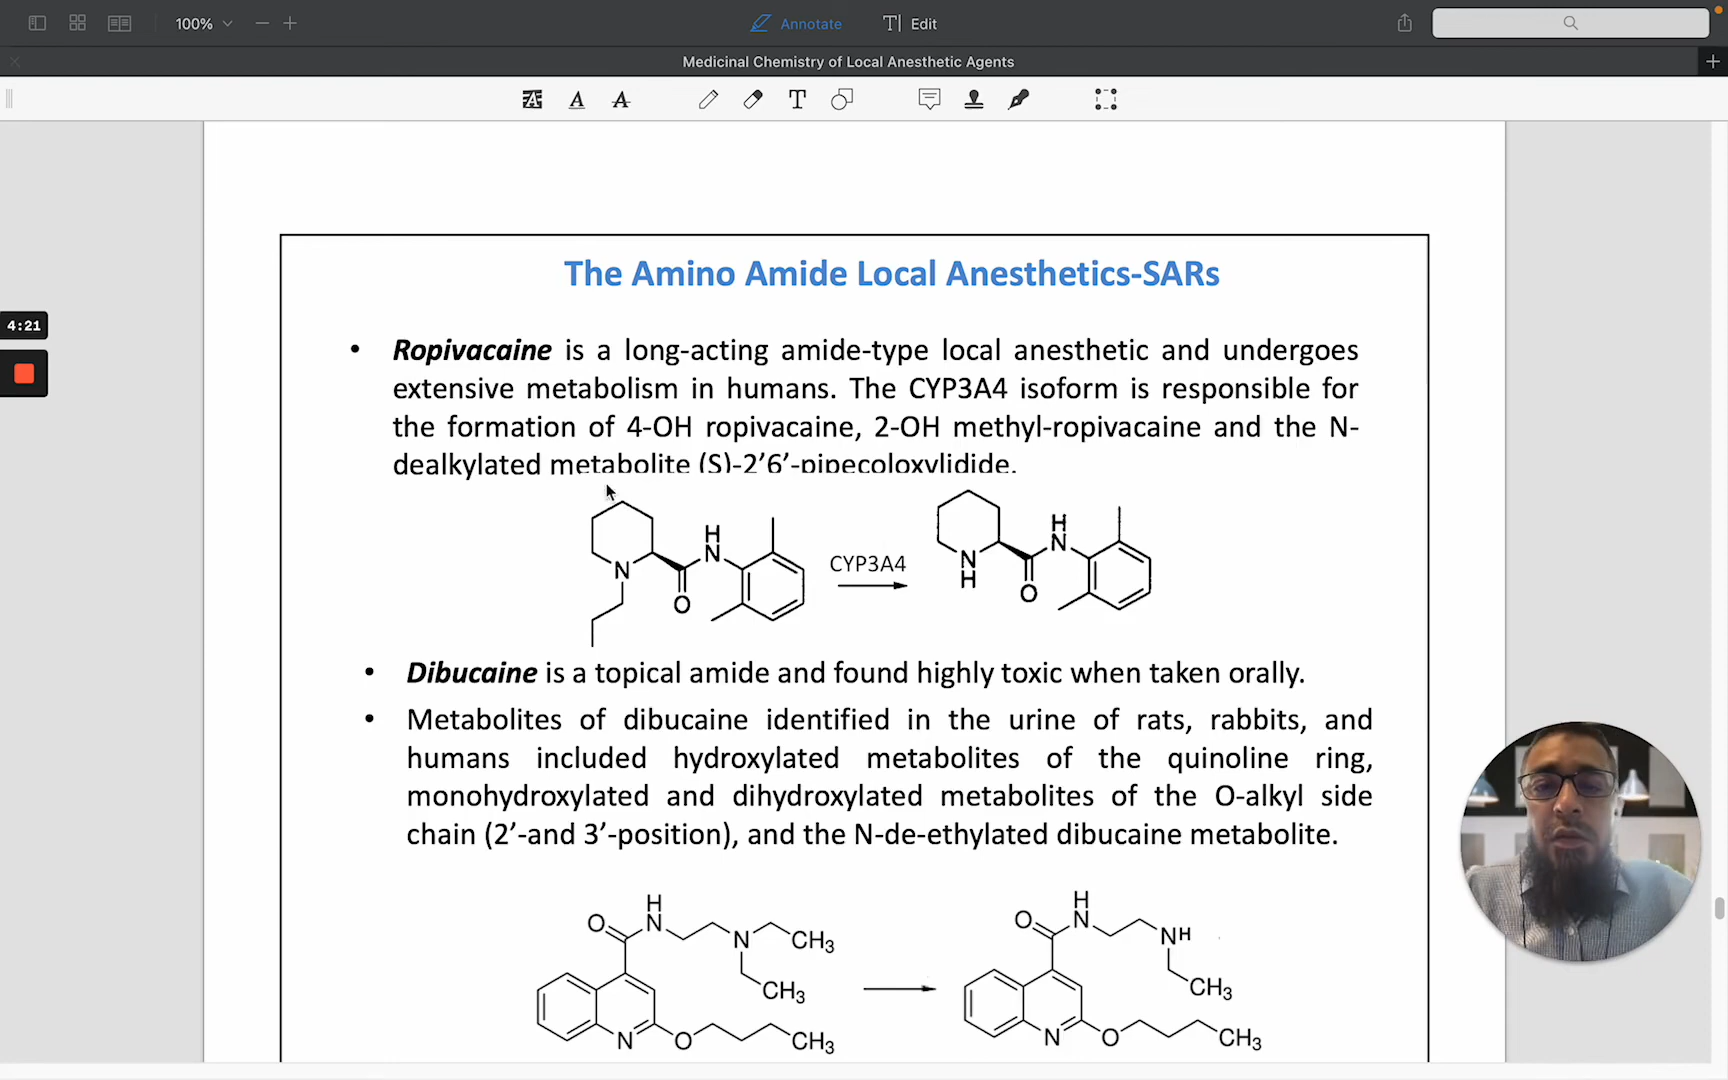 100%
Annotate
Edit
Medicinal Chemistry of Local Anesthetic Agents
4:21
The Amino Amide Local Anesthetics-SARs
• Ropivacaine is a long-acting amide-type local anesthetic and undergoes
extensive metabolism in humans. The CYP3A4 isoform is responsible for
the formation of 4-OH ropivacaine, 2-OH methyl-ropivacaine and the N-
dealkylated metabolite (S)-2’6’-pipecoloxylidide.
H
N
N
O
CYP3A4
H
N
N
H
O
• Dibucaine is a topical amide and found highly toxic when taken orally.
• Metabolites of dibucaine identified in the urine of rats, rabbits, and
humans included hydroxylated metabolites of the quinoline ring,
monohydroxylated and dihydroxylated metabolites of the O-alkyl side
chain (2’-and 3’-position), and the N-de-ethylated dibucaine metabolite.
H
O N
N CH3
CH3
N O CH3
H
O N
NH
CH3
N O CH3